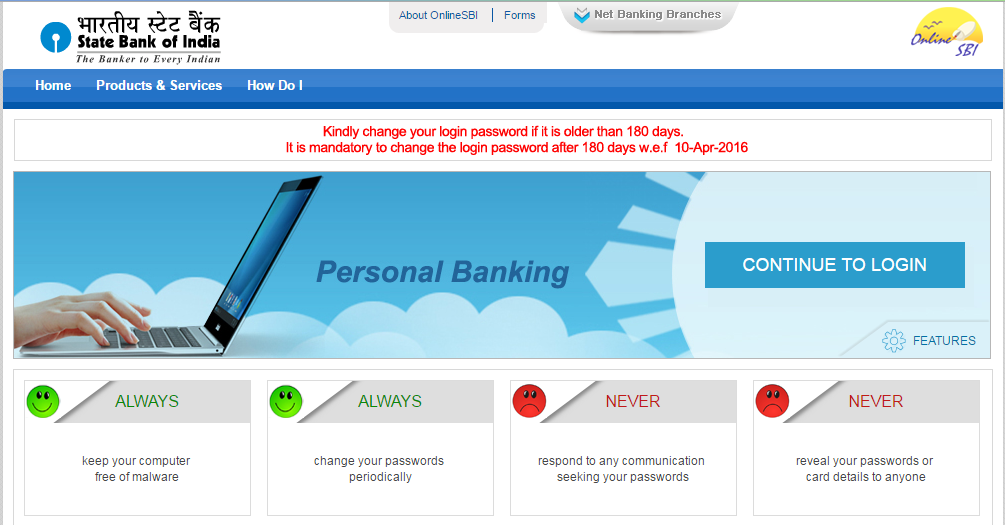 भारतीय स्टेट बैंक
State Bank of India
The Banker to Every Indian
About OnlineSBI | Forms
Net Banking Branches
Online
SBI
Home Products & Services How Do I
Kindly change your login password if it is older than 180 days.
It is mandatory to change the login password after 180 days w.e.f 10-Apr-2016
Personal Banking
CONTINUE TO LOGIN
FEATURES
ALWAYS
keep your computer
free of malware
ALWAYS
change your passwords
periodically
NEVER
respond to any communication
seeking your passwords
NEVER
reveal your passwords or
card details to anyone